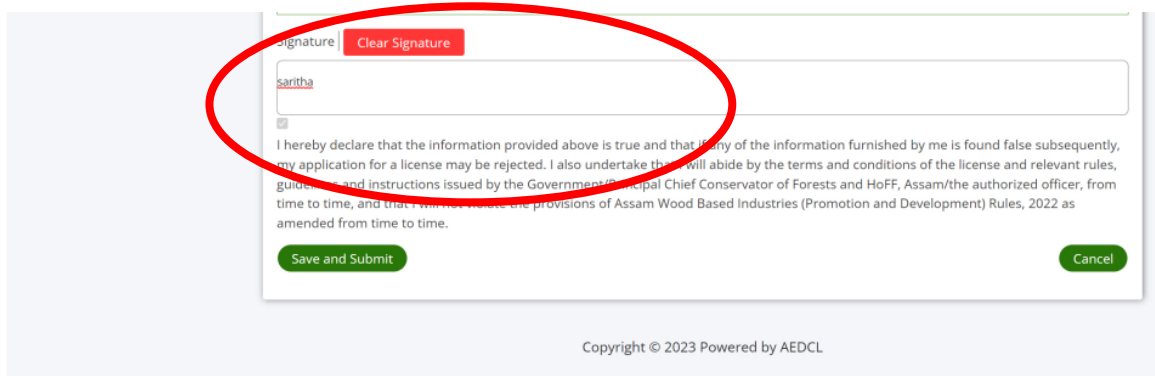 Signature Clear Signature
saritha
I hereby declare that the information provided above is true and that if any of the information furnished by me is found false subsequently,
my application for a license may be rejected. I also undertake that I will abide by the terms and conditions of the license and relevant rules,
guidelines and instructions issued by the Government/Principal Chief Conservator of Forests and HoFF, Assam/the authorized officer, from
time to time, and that I will not violate the provisions of Assam Wood Based Industries (Promotion and Development) Rules, 2022 as
amended from time to time.
Save and Submit Cancel
Copyright © 2023 Powered by AEDCL